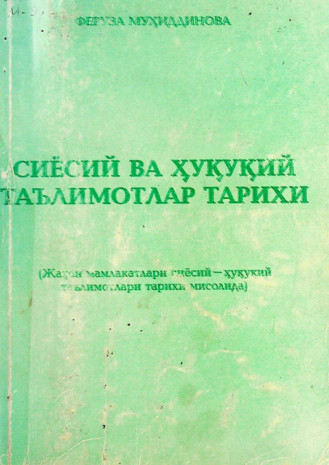 ФЕРУЗА МУҲИДДИНОВА
СИЁСИЙ ВА ҲУҚУҚИЙ
ТАЪЛИМОТЛАР ТАРИХИ
(Жаҳон мамлакатлари сиёсий—ҳуқуқий
таълимотлари тарихи мисолида)